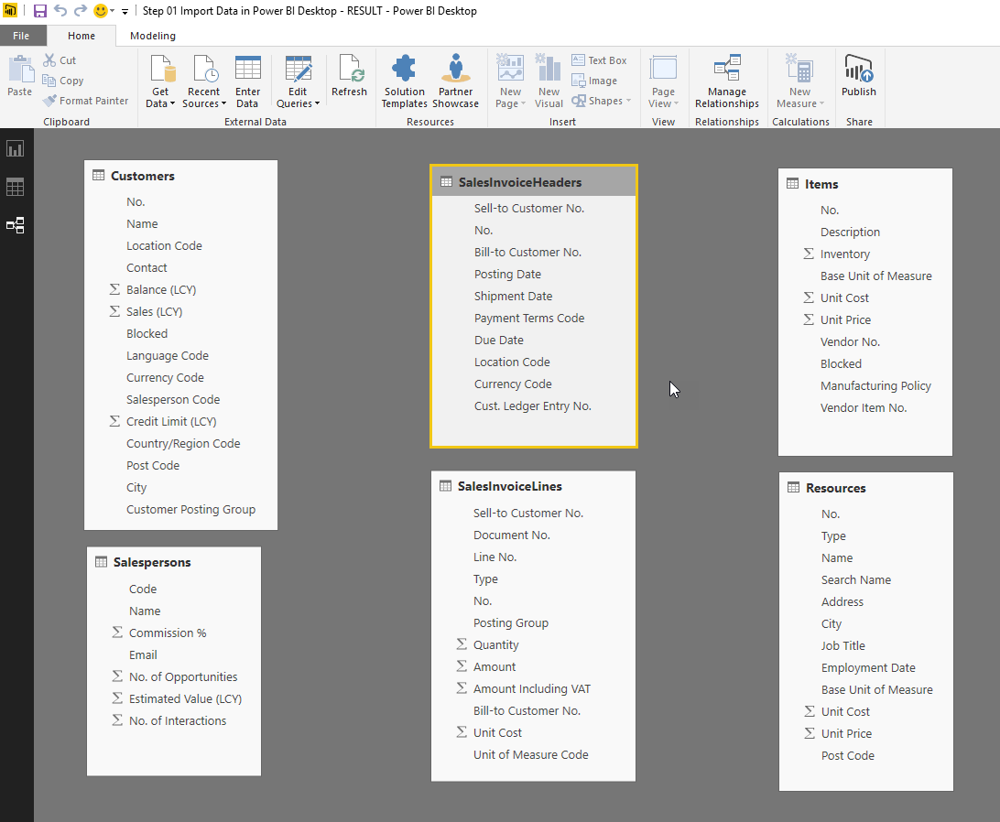 Step 01 Import Data in Power BI Desktop - RESULT - Power BI Desktop
File Home Modeling
Paste
Cut
Copy
Format Painter
Clipboard
Get Data
Recent Sources
Enter Data
Edit Queries
Refresh
External Data
Solution Templates
Partner Showcase
Resources
New Page
New Visual
Text Box
Image
Shapes
Insert
Page View
View
Manage Relationships
Relationships
New Measure
Calculations
Publish
Share
Customers
No.
Name
Location Code
Contact
Σ Balance (LCY)
Σ Sales (LCY)
Blocked
Language Code
Currency Code
Salesperson Code
Σ Credit Limit (LCY)
Country/Region Code
Post Code
City
Customer Posting Group
Salespersons
Code
Name
Σ Commission %
Email
Σ No. of Opportunities
Σ Estimated Value (LCY)
Σ No. of Interactions
SalesInvoiceHeaders
Sell-to Customer No.
No.
Bill-to Customer No.
Posting Date
Shipment Date
Payment Terms Code
Due Date
Location Code
Currency Code
Cust. Ledger Entry No.
SalesInvoiceLines
Sell-to Customer No.
Document No.
Line No.
Type
No.
Posting Group
Σ Quantity
Σ Amount
Σ Amount Including VAT
Bill-to Customer No.
Σ Unit Cost
Unit of Measure Code
Items
No.
Description
Σ Inventory
Base Unit of Measure
Σ Unit Cost
Σ Unit Price
Vendor No.
Blocked
Manufacturing Policy
Vendor Item No.
Resources
No.
Type
Name
Search Name
Address
City
Job Title
Employment Date
Base Unit of Measure
Σ Unit Cost
Σ Unit Price
Post Code